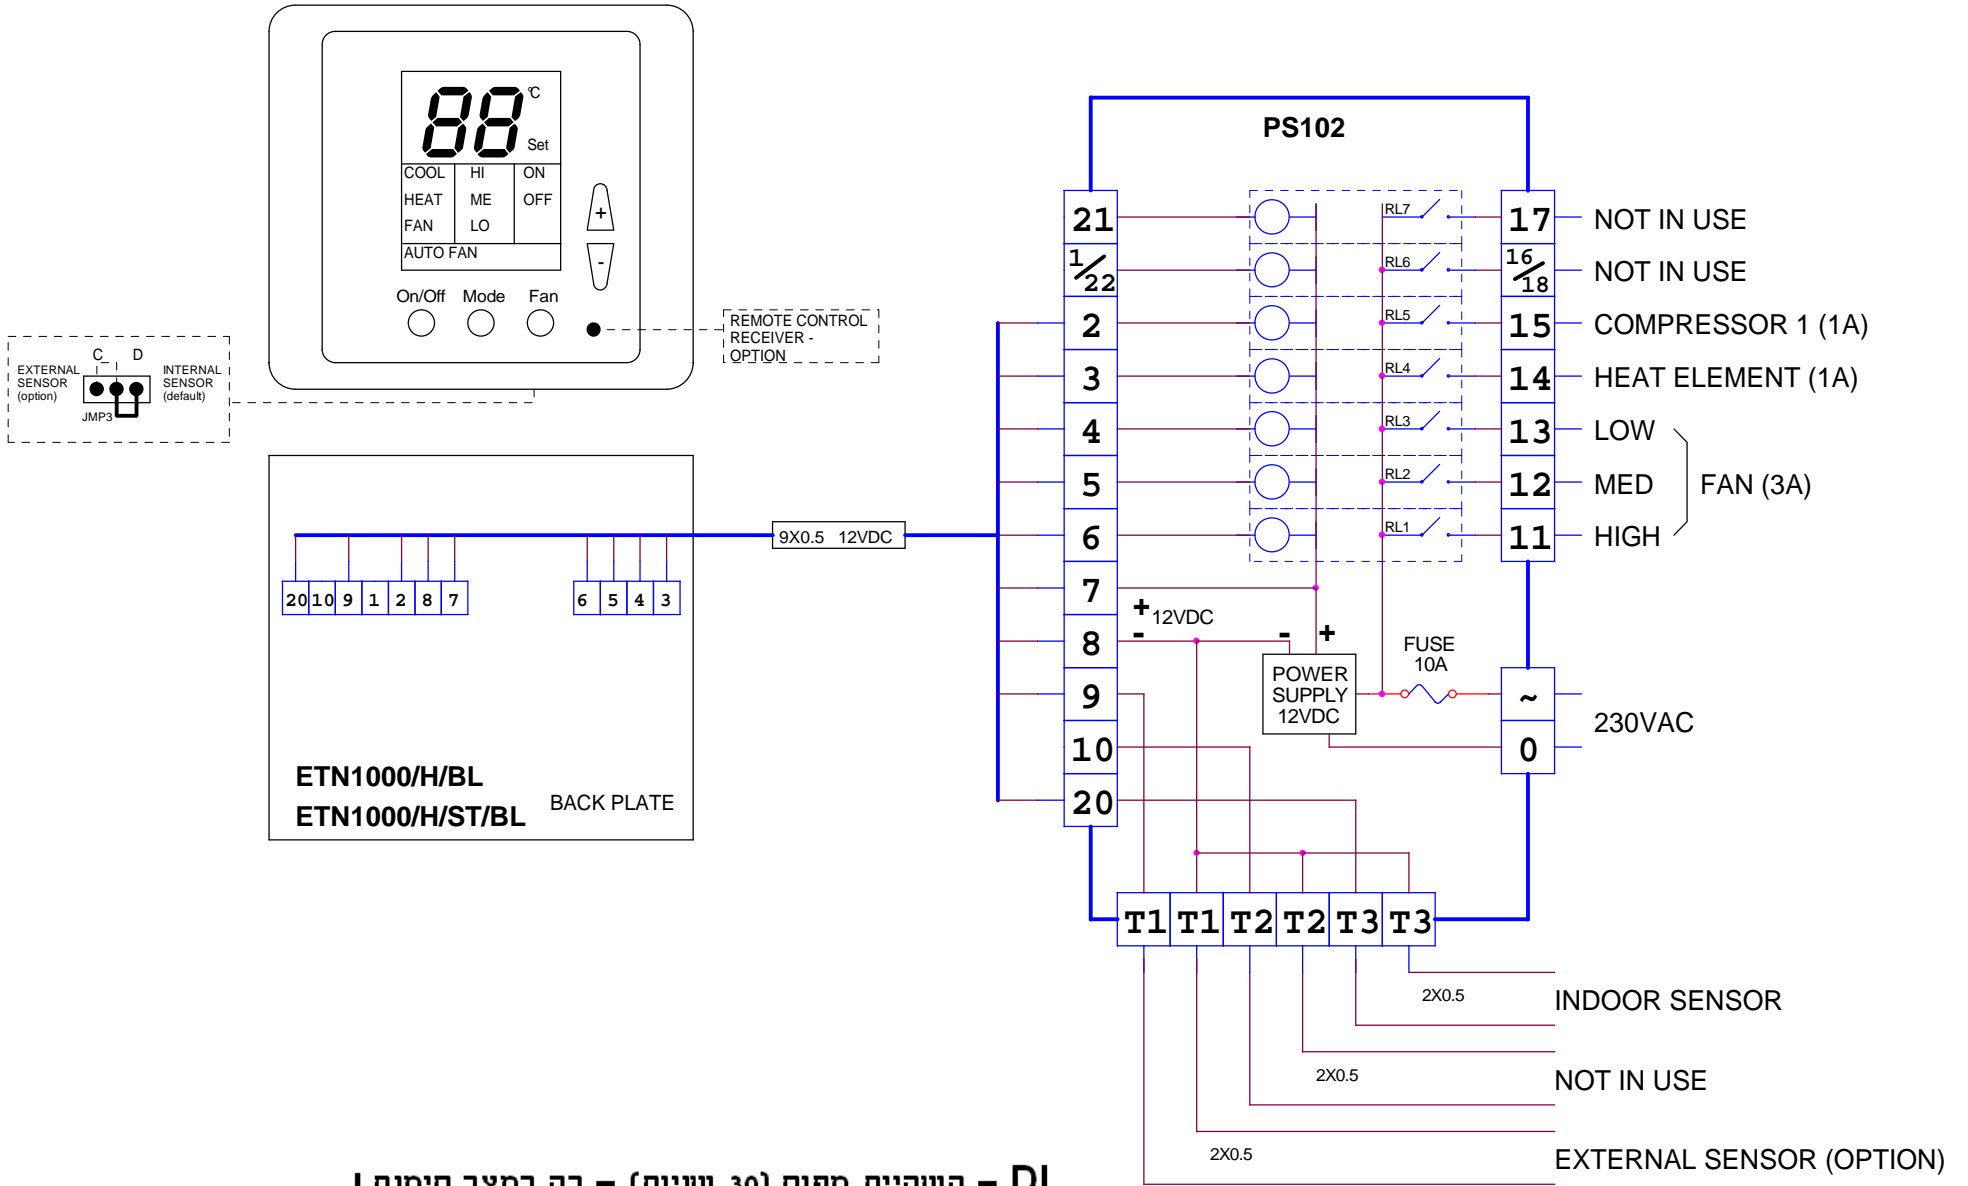 88 °C
Set
COOL HI ON
HEAT ME OFF
FAN LO
AUTO FAN
+
-
On/Off Mode Fan
REMOTE CONTROL
RECEIVER -
OPTION
C D
EXTERNAL
SENSOR
(option)
INTERNAL
SENSOR
(default)
JMP3
20 10 9 1 2 8 7 6 5 4 3
ETN1000/H/BL
ETN1000/H/ST/BL
BACK PLATE
9X0.5 12VDC
PS102
21 RL7 17 NOT IN USE
1/22 RL6 16/18 NOT IN USE
2 RL5 15 COMPRESSOR 1 (1A)
3 RL4 14 HEAT ELEMENT (1A)
4 RL3 13 LOW
5 RL2 12 MED
6 RL1 11 HIGH
FAN (3A)
7
+ 12VDC
-
8
- +
9
10
20
POWER
SUPPLY
12VDC
FUSE
10A
~
0
230VAC
T1 T1 T2 T2 T3 T3
2X0.5
INDOOR SENSOR
2X0.5
NOT IN USE
2X0.5
EXTERNAL SENSOR (OPTION)
(30